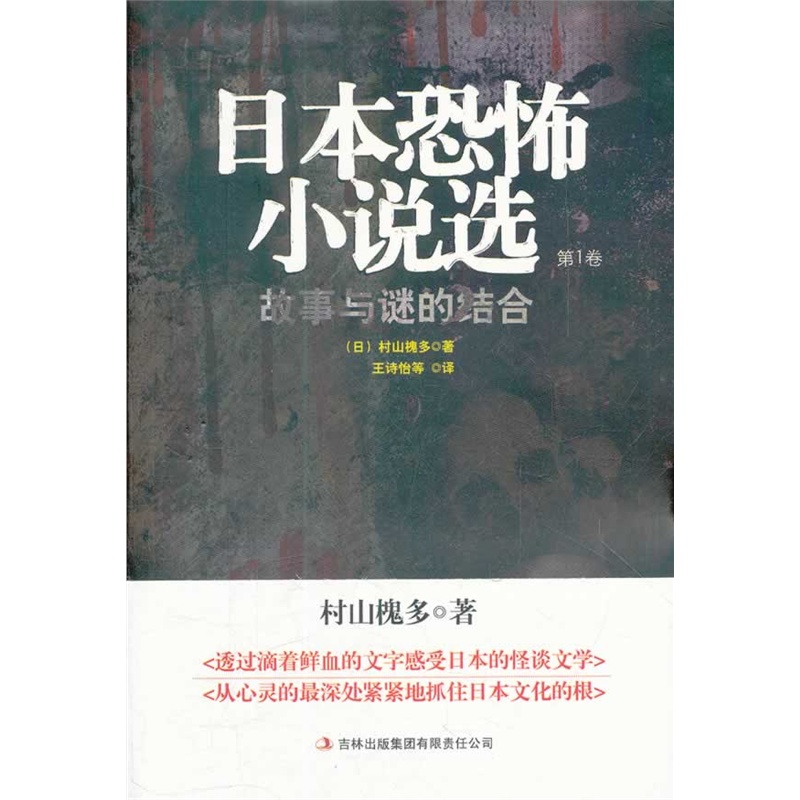 日本恐怖
小说选
第1卷
故事与谜的结合
（日）村山槐多◎著
王诗怡等 ◎译
村山槐多◎著
<透过滴着鲜血的文字感受日本的怪谈文学>
<从心灵的最深处紧紧地抓住日本文化的根>
吉林出版集团有限责任公司